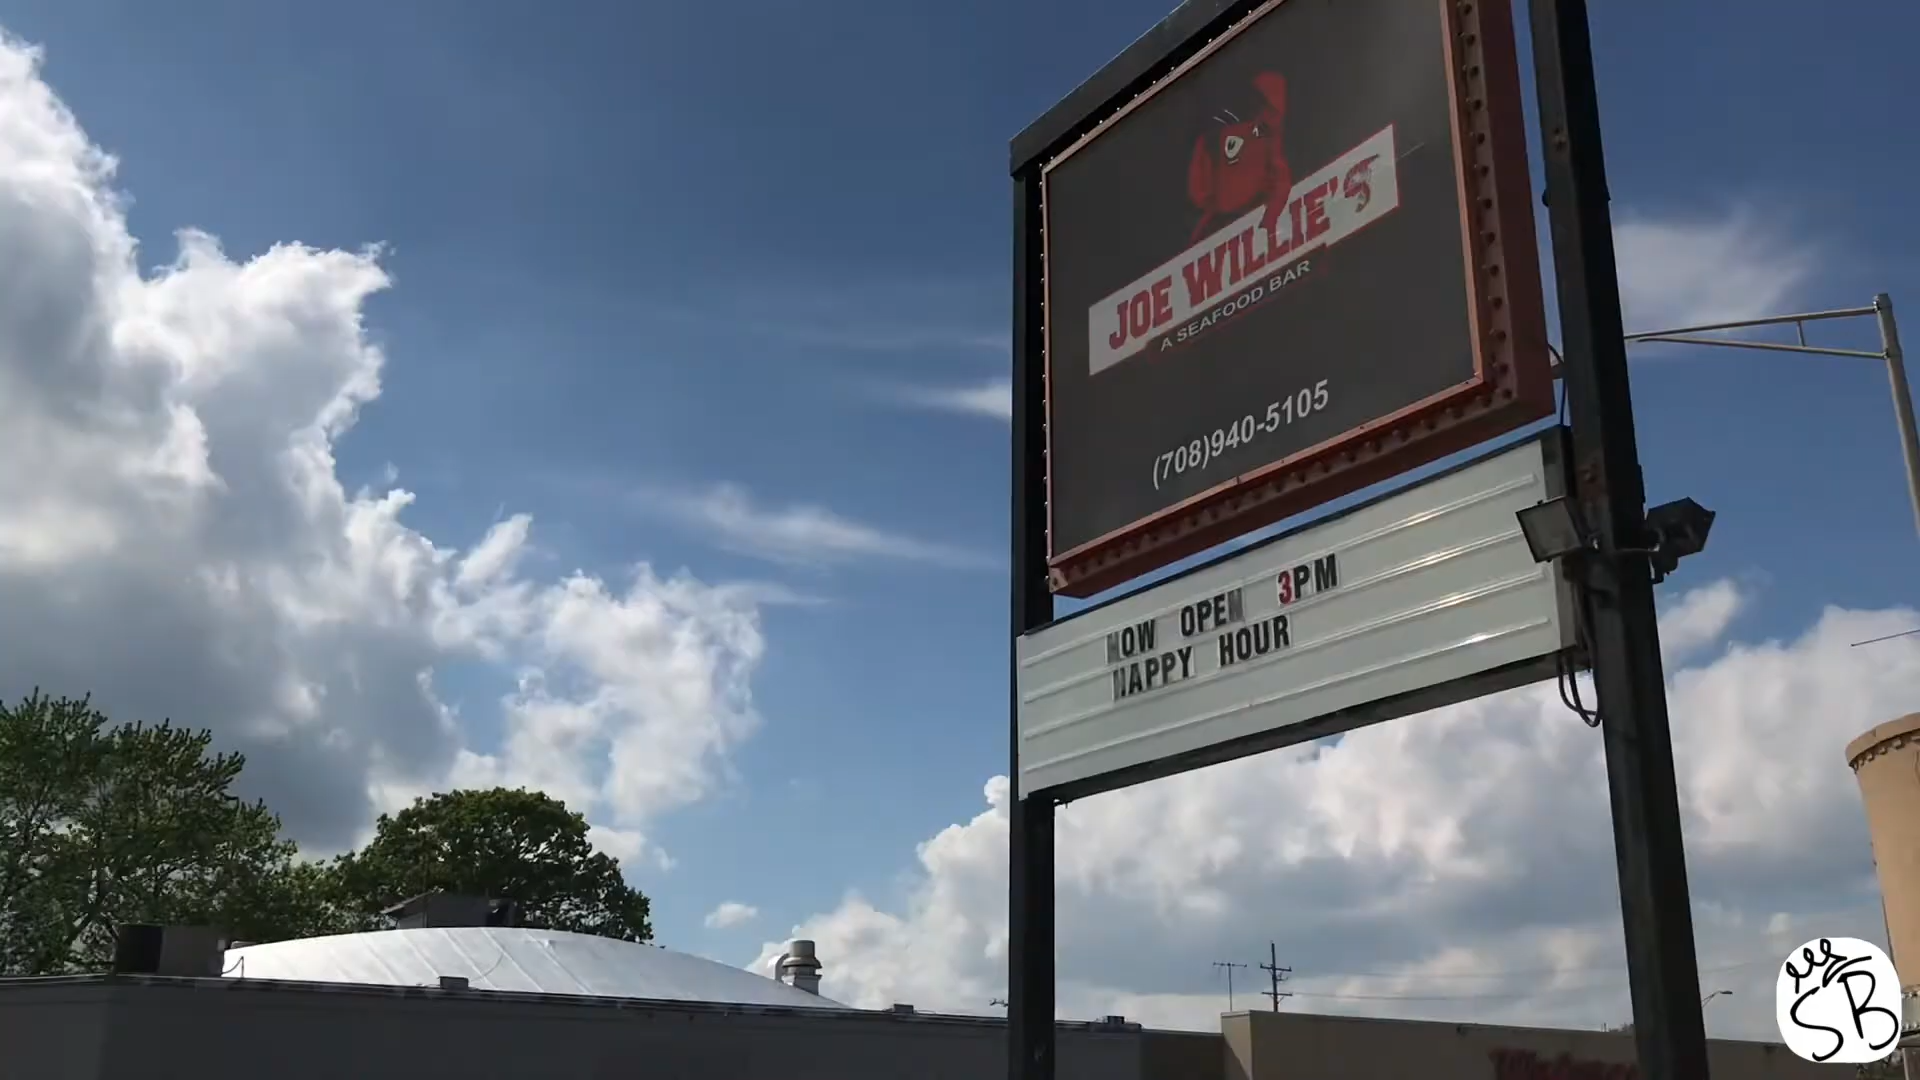 JOE WILLIE'S
A SEAFOOD BAR
(708)940-5105
NOW OPEN 3PM
HAPPY HOUR
SB